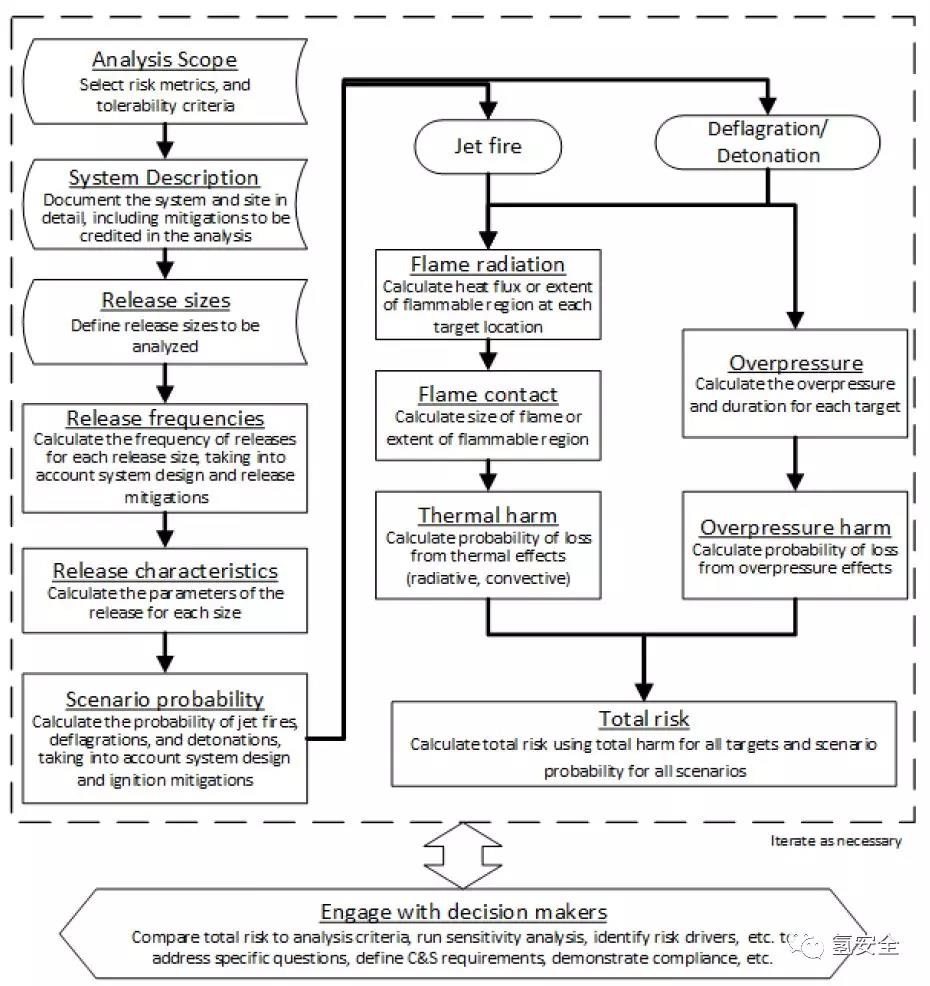 Analysis Scope
Select risk metrics, and
tolerability criteria
System Description
Document the system and site in
detail, including mitigations to be
credited in the analysis
Release sizes
Define release sizes to be
analyzed
Release frequencies
Calculate the frequency of releases
for each release size, taking into
account system design and release
mitigations
Release characteristics
Calculate the parameters of the
release for each size
Scenario probability
Calculate the probability of jet fires,
deflagrations, and detonations,
taking into account system design
and ignition mitigations
Jet fire
Deflagration/
Detonation
Flame radiation
Calculate heat flux or extent
of flammable region at each
target location
Flame contact
Calculate size of flame or
extent of flammable region
Thermal harm
Calculate probability of loss
from thermal effects
(radiative, convective)
Overpressure
Calculate the overpressure
and duration for each target
Overpressure harm
Calculate probability of loss
from overpressure effects
Total risk
Calculate total risk using total harm for all targets and scenario
probability for all scenarios
Iterate as necessary
Engage with decision makers
Compare total risk to analysis criteria, run sensitivity analysis, identify risk drivers, etc.
address specific questions, define C&S requirements, demonstrate compliance, etc.
氢安全